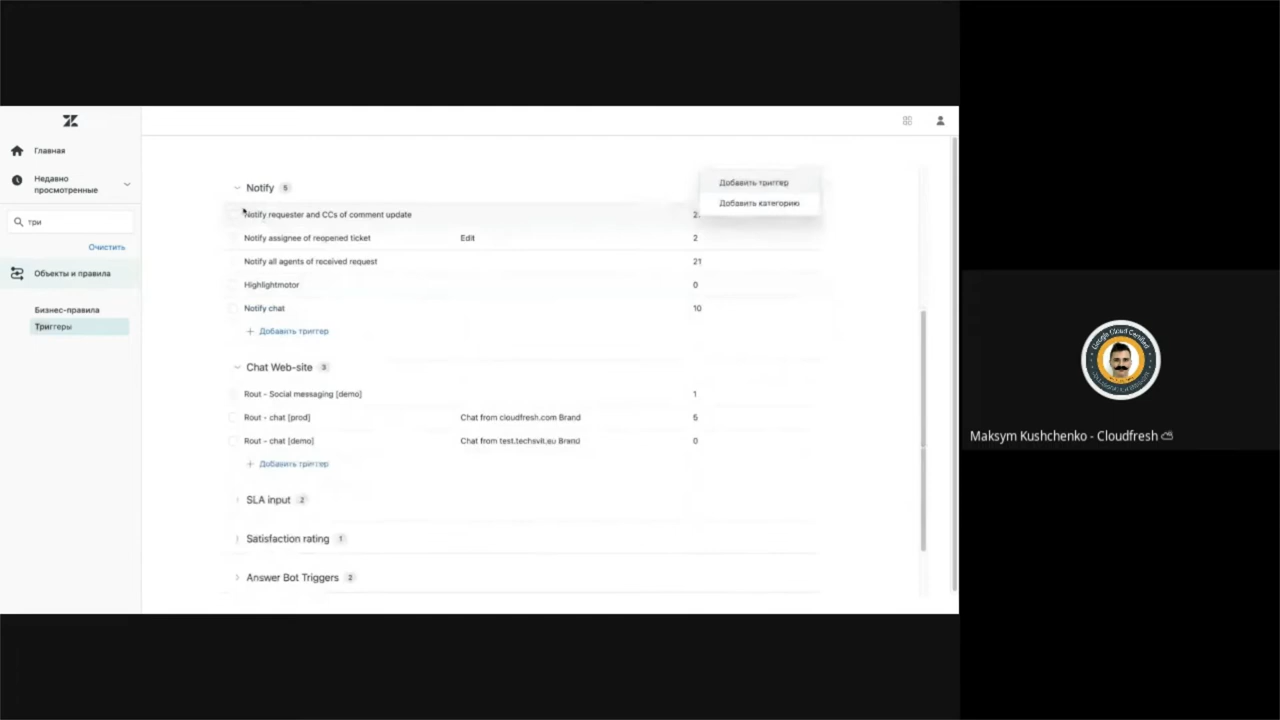 Главная
Недавно
просмотренные
три
Очистить
Объекты и правила
Бизнес-правила
Триггеры
Добавить триггер
Добавить категорию
Notify 5
Notify requester and CCs of comment update
Notify assignee of reopened ticket Edit 2
Notify all agents of received request 21
Highlightmotor 0
Notify chat 10
+ Добавить триггер
Chat Web-site 3
Rout - Social messaging [demo] 1
Rout - chat [prod] Chat from cloudfresh.com Brand 5
Rout - chat [demo] Chat from test.techsvit.eu Brand 0
+ Добавить триггер
SLA input 2
Satisfaction rating 1
Answer Bot Triggers 2
Google Cloud Certified
Maksym Kushchenko - Cloudfresh